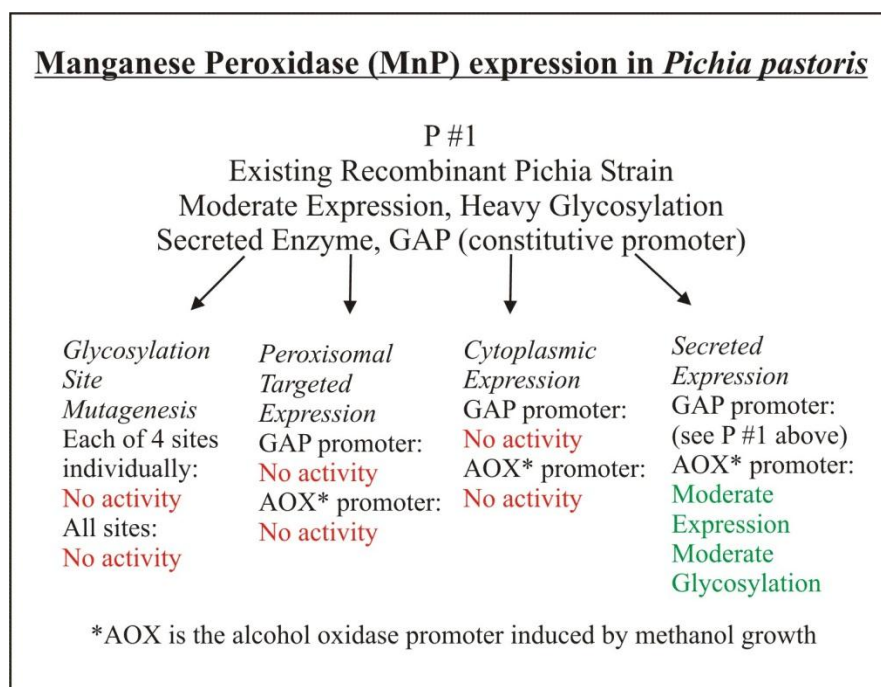 Manganese Peroxidase (MnP) expression in Pichia pastoris
P #1
Existing Recombinant Pichia Strain
Moderate Expression, Heavy Glycosylation
Secreted Enzyme, GAP (constitutive promoter)
Glycosylation
Site
Mutagenesis
Each of 4 sites
individually:
No activity
All sites:
No activity
Peroxisomal
Targeted
Expression
GAP promoter:
No activity
AOX* promoter:
No activity
Cytoplasmic
Expression
GAP promoter:
No activity
AOX* promoter:
No activity
Secreted
Expression
GAP promoter:
(see P #1 above)
AOX* promoter:
Moderate
Expression
Moderate
Glycosylation
*AOX is the alcohol oxidase promoter induced by methanol growth